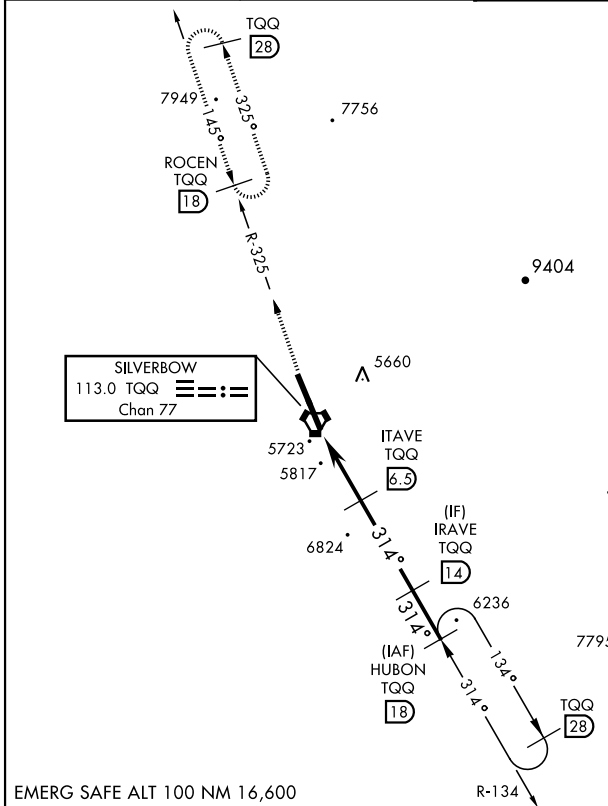 TQQ
28
7949
7756
325°
145°
ROCEN
TQQ
18
R-325
9404
SILVERBOW
113.0 TQQ
Chan 77
5660
5723
5817
ITAVE
TQQ
6.5
6824
314°
(IF)
IRAVE
TQQ
14
314°
6236
7795
(IAF)
HUBON
TQQ
18
134°
314°
TQQ
28
R-134
EMERG SAFE ALT 100 NM 16,600